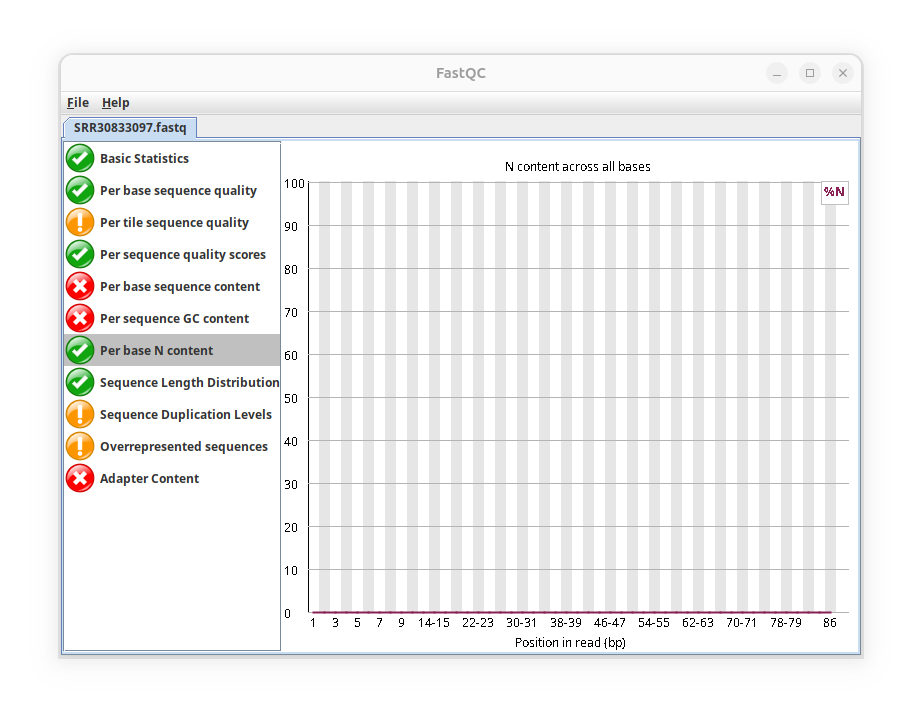 FastQC
File Help
SRR30833097.fastq
Basic Statistics
Per base sequence quality
Per tile sequence quality
Per sequence quality scores
Per base sequence content
Per sequence GC content
Per base N content
Sequence Length Distribution
Sequence Duplication Levels
Overrepresented sequences
Adapter Content
N content across all bases
%N
100
90
80
70
60
50
40
30
20
10
0
1 3 5 7 9 14-15 22-23 30-31 38-39 46-47 54-55 62-63 70-71 78-79 86
Position in read (bp)